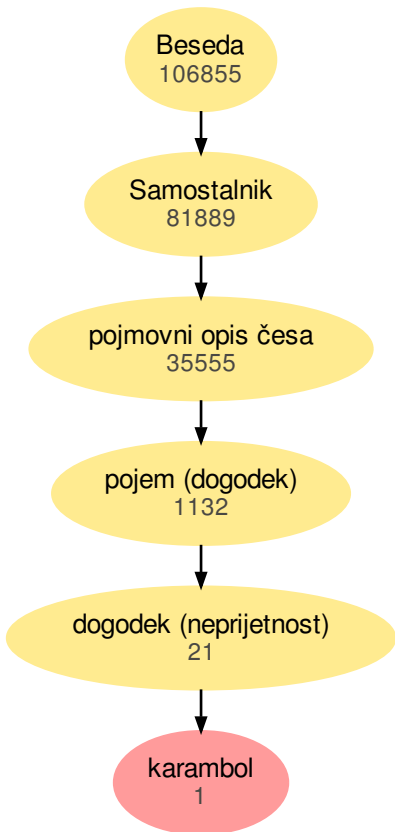 Beseda
106855
Samostalnik
81889
pojmovni opis česa
35555
pojem (dogodek)
1132
dogodek (neprijetnost)
21
karambol
1